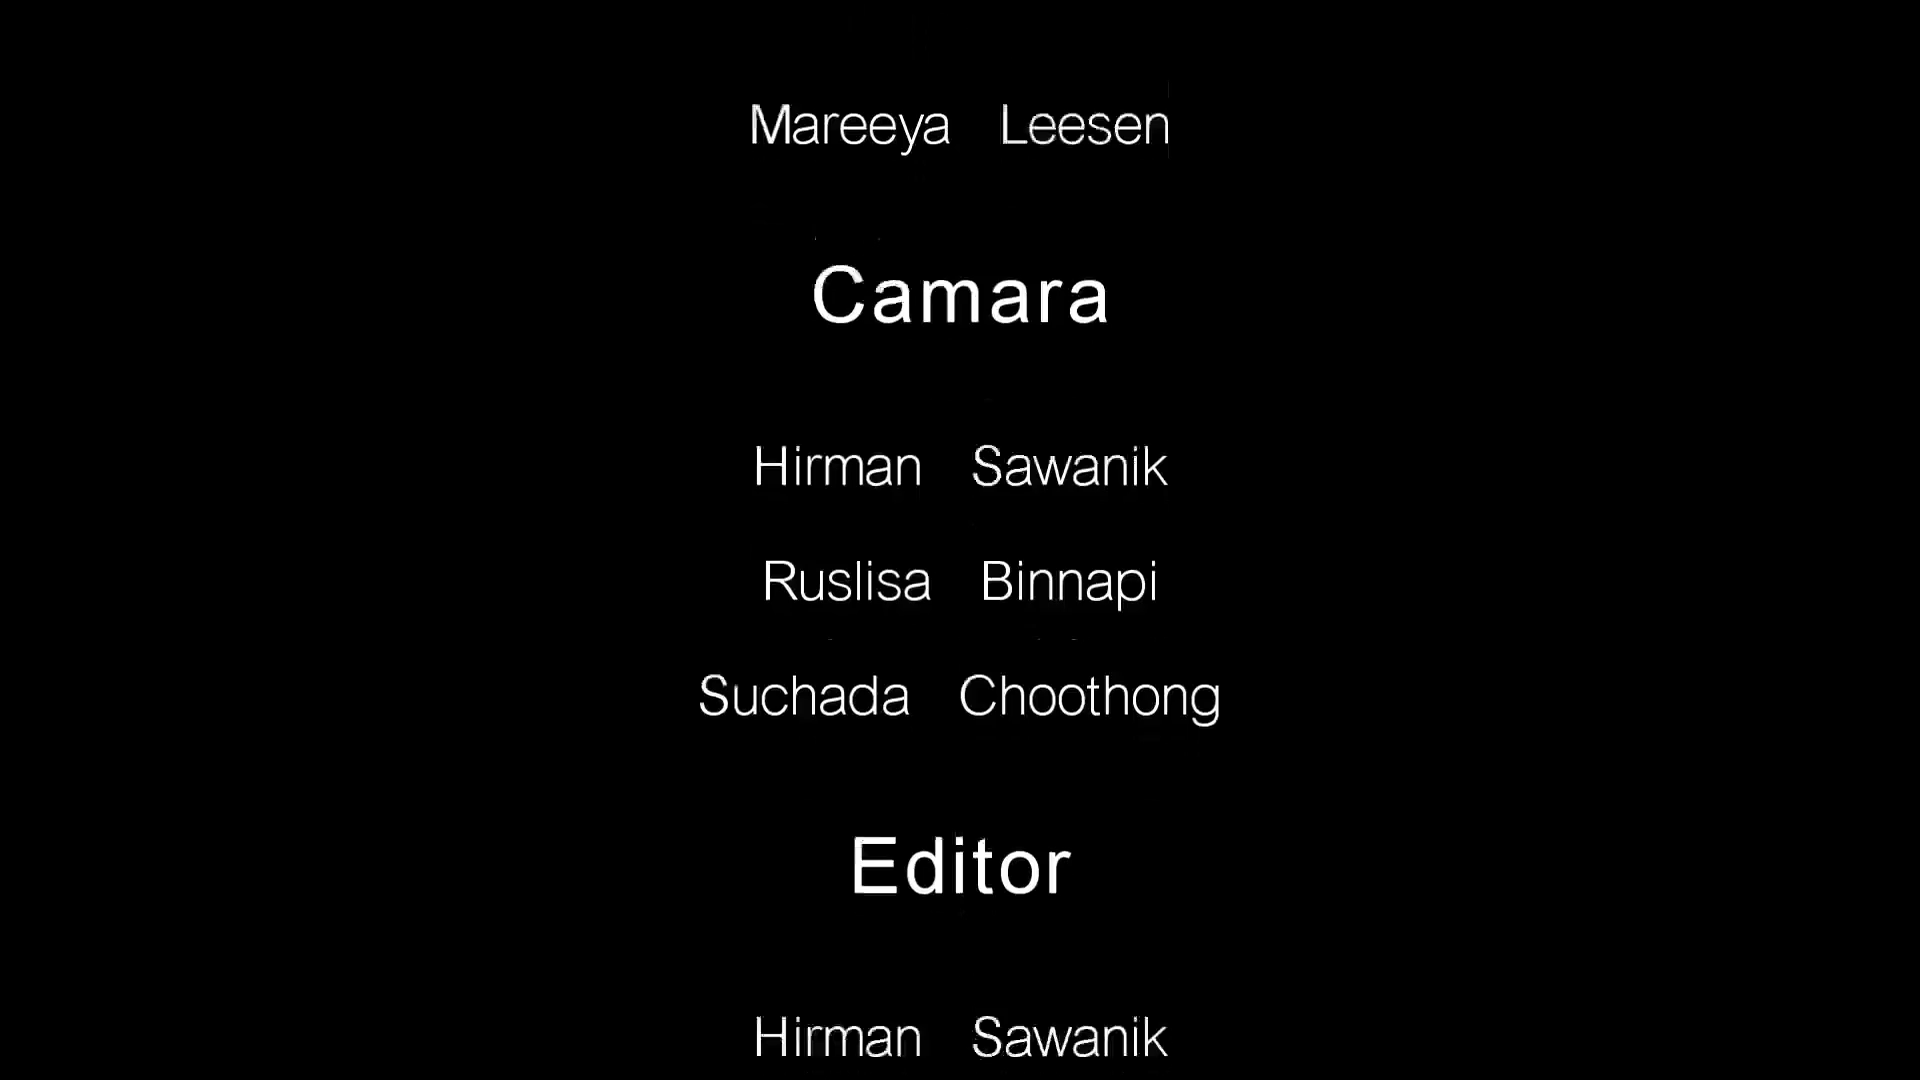 Mareeya Leesen
Camara
Hirman Sawanik
Ruslisa Binnapi
Suchada Choothong
Editor
Hirman Sawanik